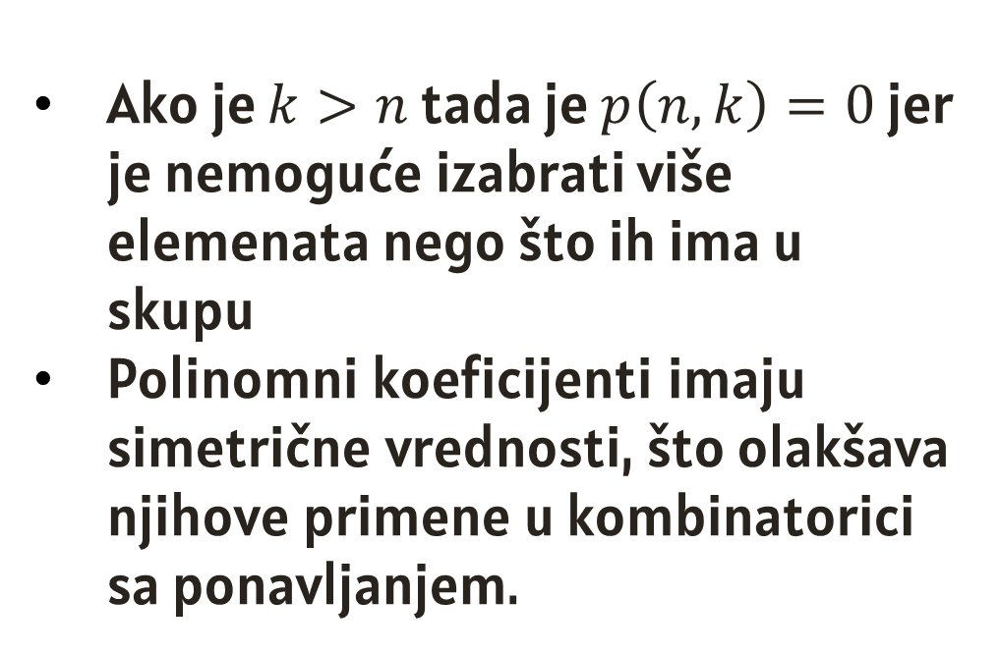 • Ako je k > n tada je p(n, k) = 0 jer
je nemoguće izabrati više
elemenata nego što ih ima u
skupu
• Polinomni koeficijenti imaju
simetrične vrednosti, što olakšava
njihove primene u kombinatorici
sa ponavljanjem.